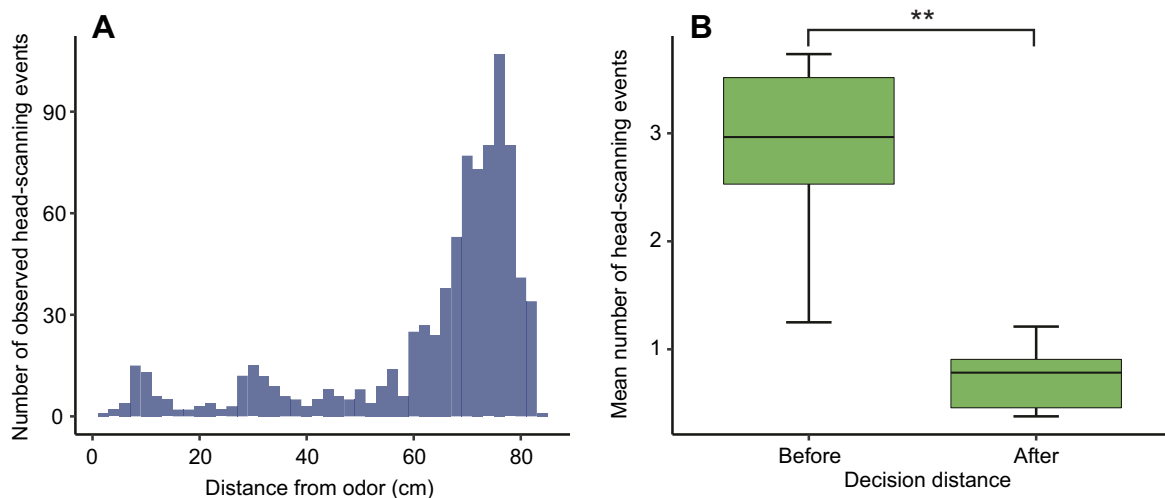 A
Number of observed head-scanning events
90
60
30
0
0 20 40 60 80
Distance from odor (cm)
B
**
Mean number of head-scanning events
3
2
1
Before After
Decision distance